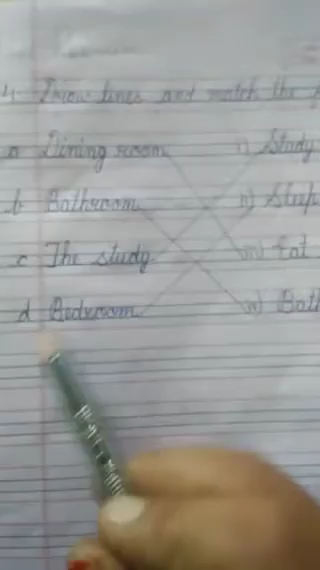 4. Draw lines and match the
a Dining room i) Study
b Bathroom ii) Sleep
c The study iii) Eat
d Bedroom iv) Bath